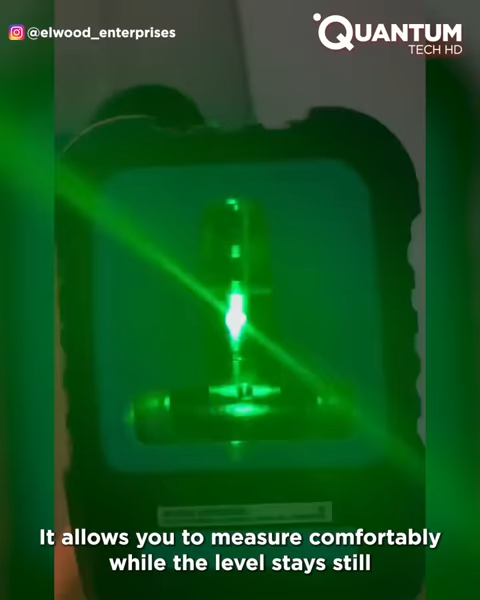 @elwood_enterprises
QUANTUM
TECH HD
It allows you to measure comfortably
while the level stays still